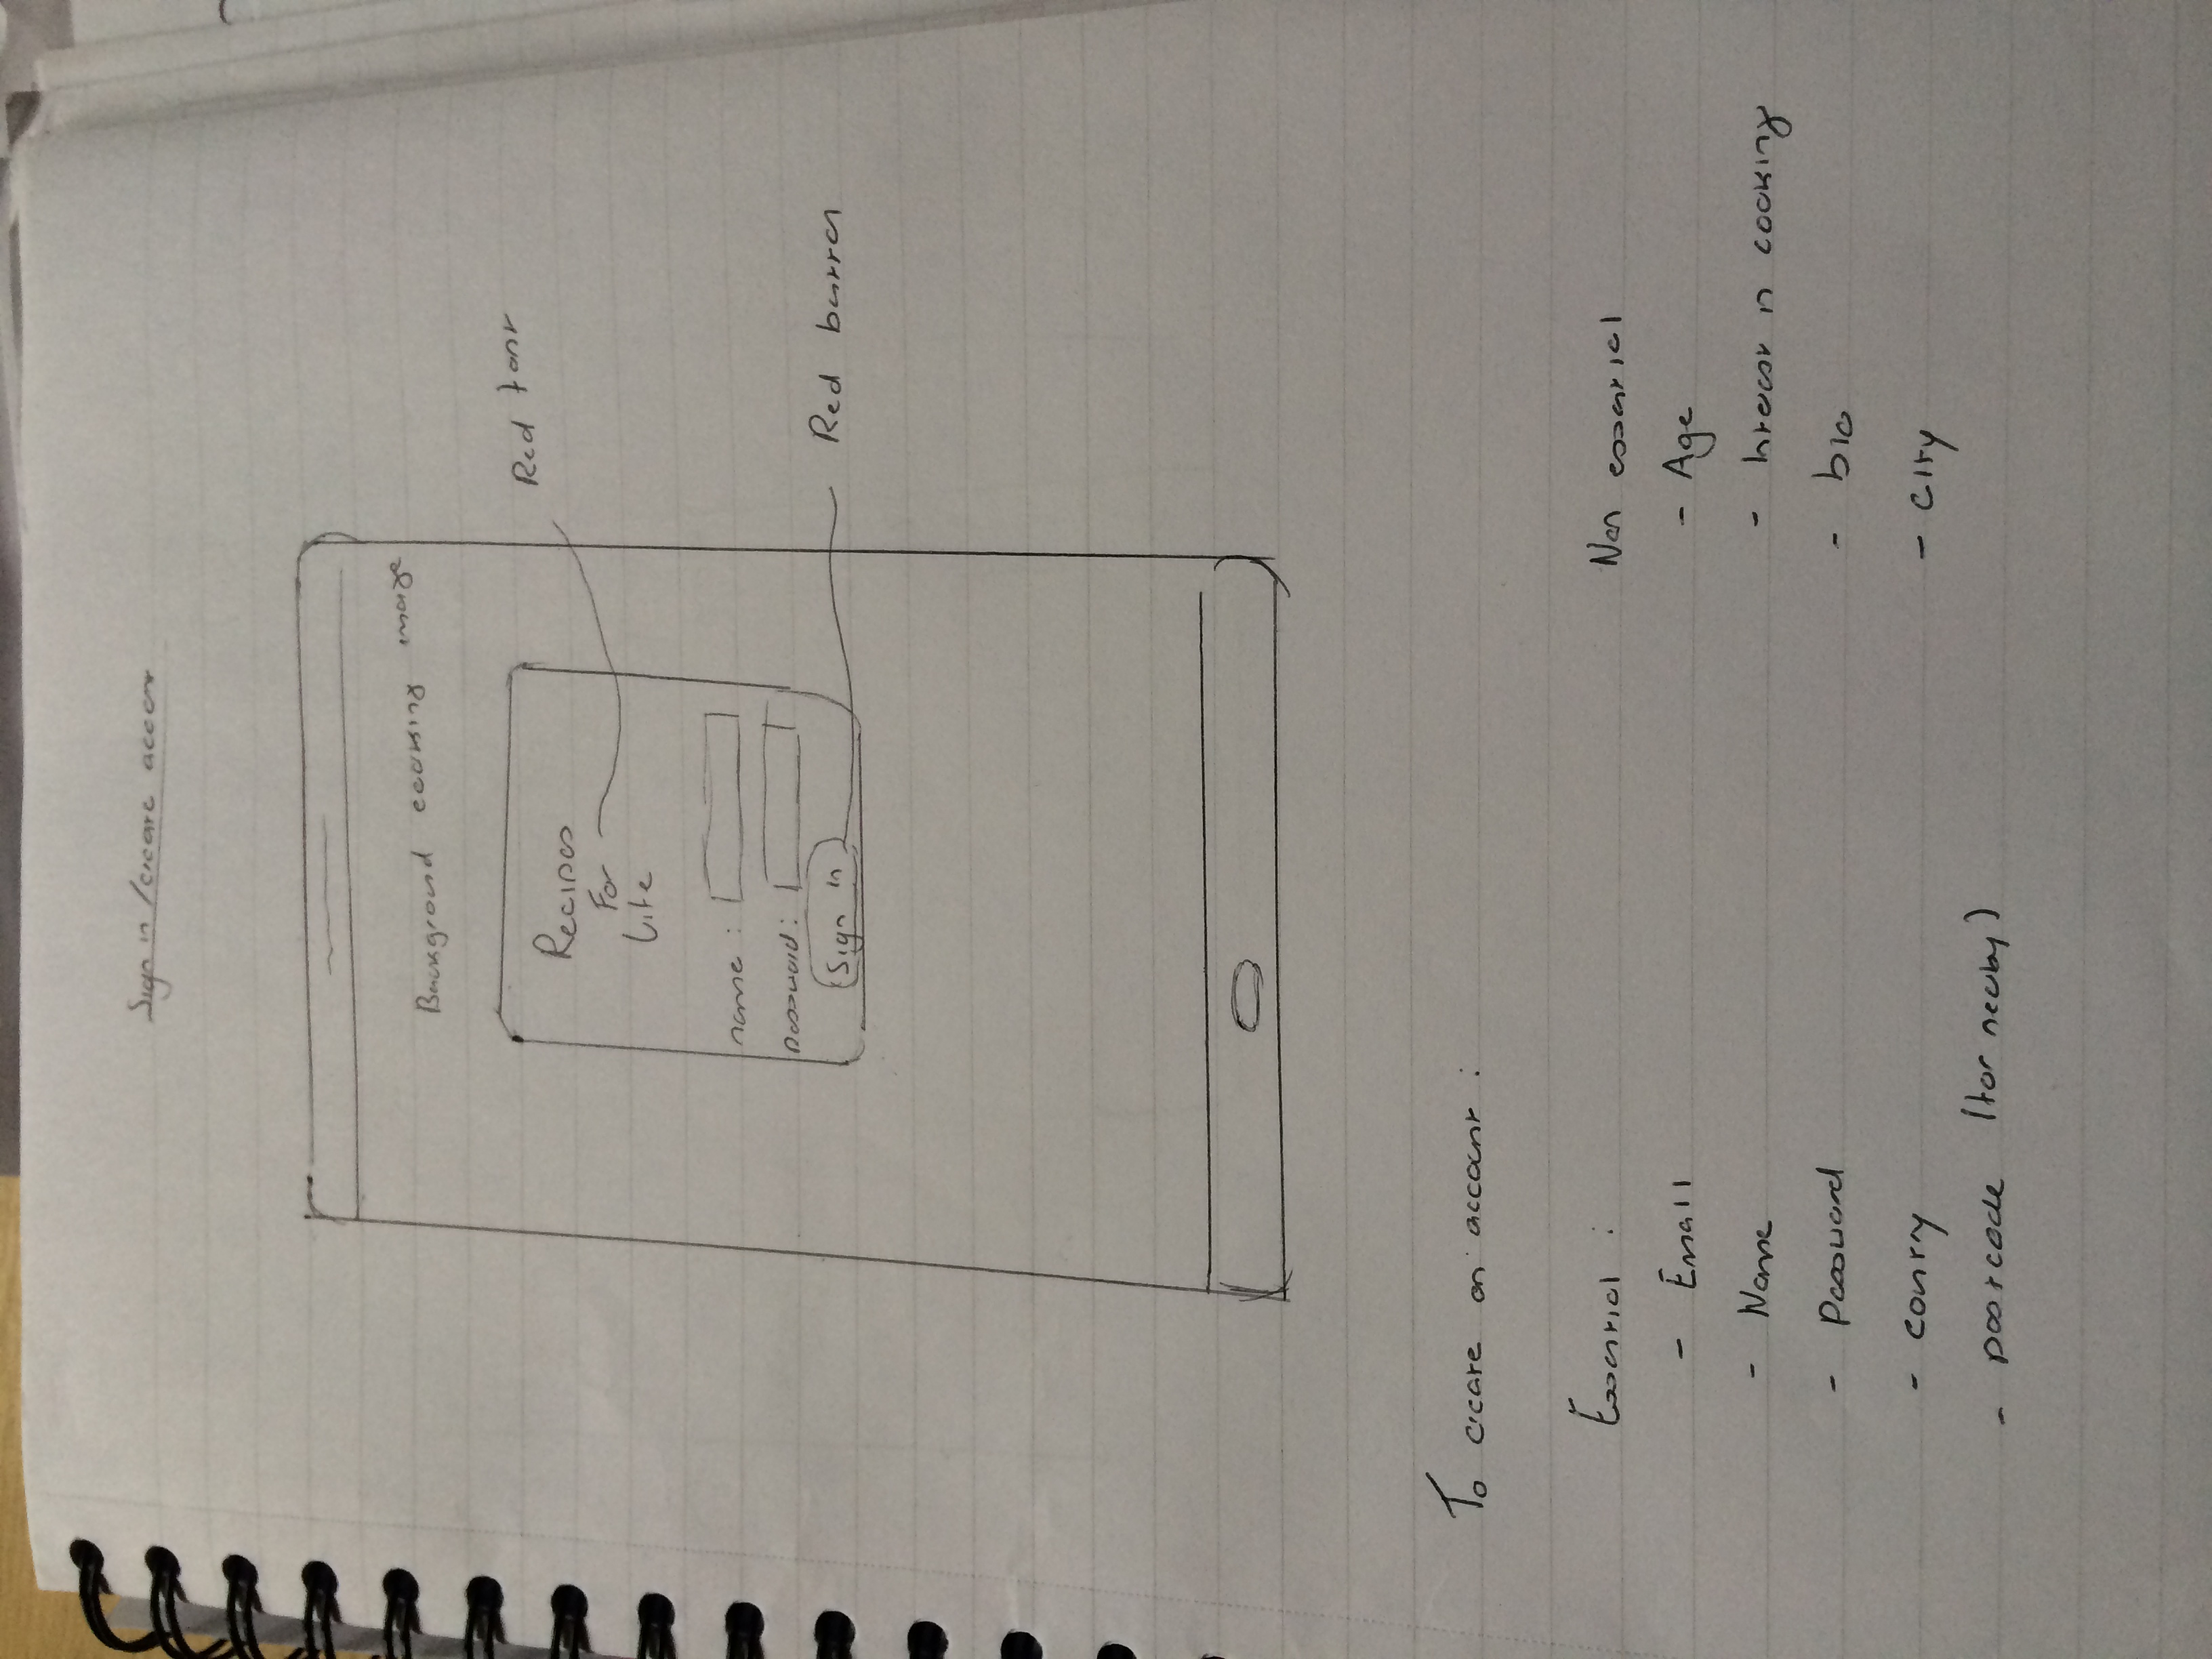 Sign in / create account
Background cooking image
Recipes
For
Life
Red font
name :
password :
Sign in
Red button
To create an account :
Essential :
Non essential
- Email
- Age
- Name
- Interest in cooking
- Password
- bio
- country
- City
- postcode (for nearby)